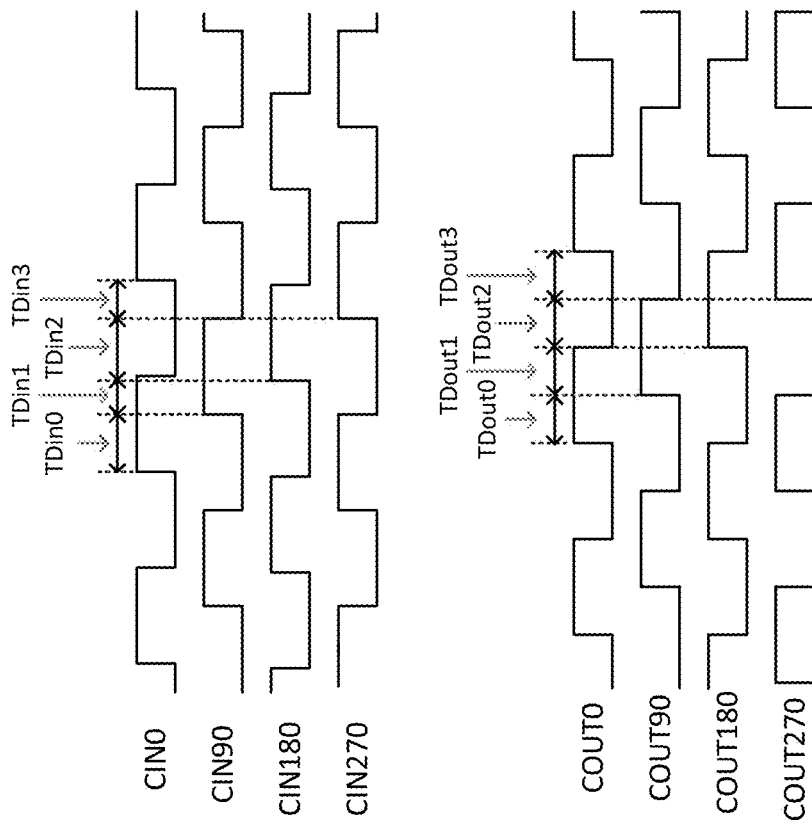 TDin0
TDin1
TDin2
TDin3
CIN0
CIN90
CIN180
CIN270
TDout0
TDout1
TDout2
TDout3
COUT0
COUT90
COUT180
COUT270